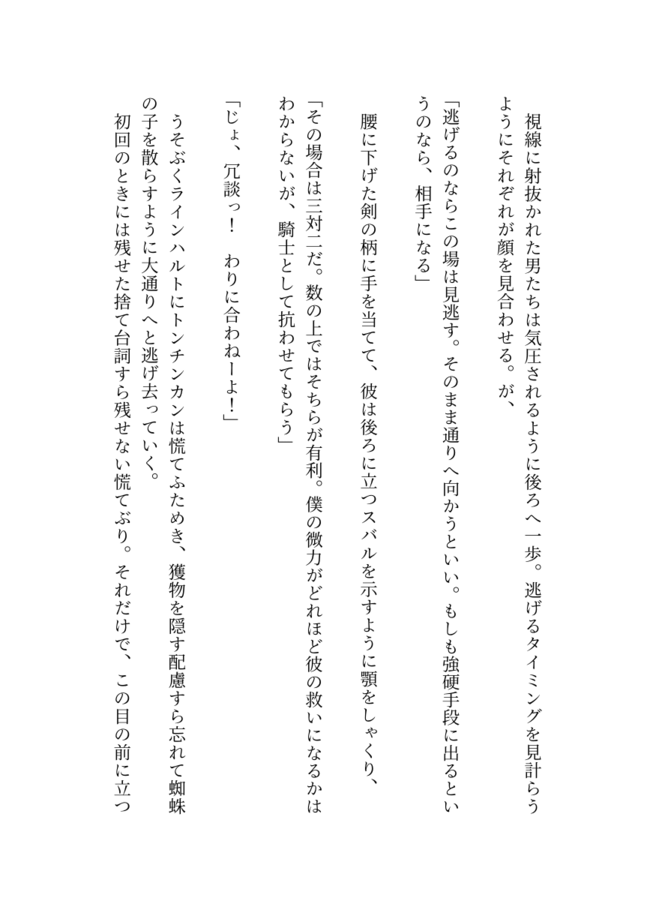 視線に射抜かれた男たちは気圧されるように後ろへ一歩。逃げるタイミングを見計らう
ようにそれぞれが顔を見合わせる。が、
「逃げるのならこの場は見逃す。そのまま通りへ向かうといい。もしも強硬手段に出るとい
うのなら、相手になる」
腰に下げた剣の柄に手を当てて、彼は後ろに立つスバルを示すように顎をしゃくり、
「その場合は三対二だ。数の上ではそちらが有利。僕の微力がどれほど彼の救いになるかは
わからないが、騎士として抗わせてもらう」
「じょ、冗談っ！　わりに合わねーよ！」
うそぶくラインハルトにトンチンカンは慌てふためき、獲物を隠す配慮すら忘れて蜘蛛
の子を散らすように大通りへと逃げ去っていく。
初回のときには残せた捨て台詞すら残せない慌てぶり。それだけで、この目の前に立つ